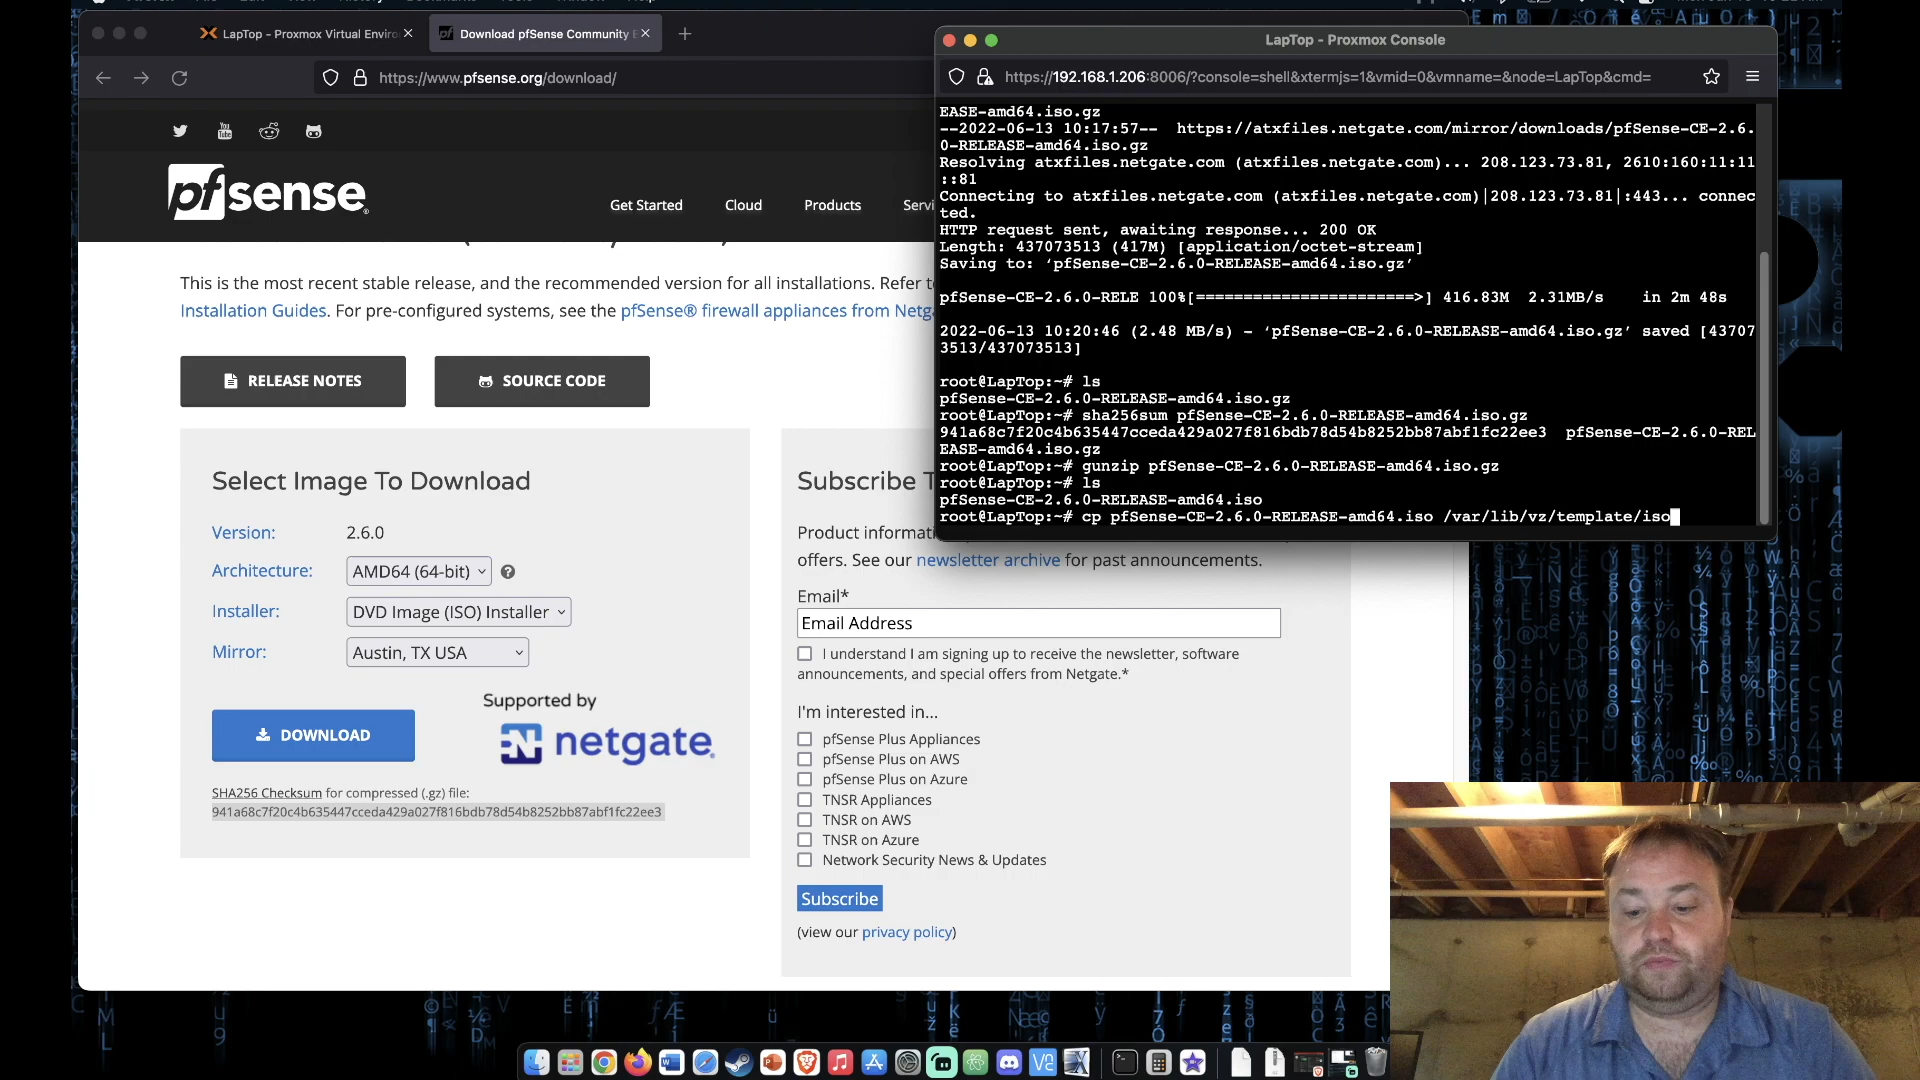 LapTop - Proxmox Virtual Enviro
Download pfSense Community E
https://www.pfsense.org/download/
pfsense
Get Started
Cloud
Products
Servi
This is the most recent stable release, and the recommended version for all installations. Refer to
Installation Guides. For pre-configured systems, see the pfSense® firewall appliances from Netga
RELEASE NOTES
SOURCE CODE
Select Image To Download
Version: 2.6.0
Architecture: AMD64 (64-bit)
Installer: DVD Image (ISO) Installer
Mirror: Austin, TX USA
Supported by
netgate
DOWNLOAD
SHA256 Checksum for compressed (.gz) file:
941a68c7f20c4b635447cceda429a027f816bdb78d54b8252bb87abf1fc22ee3
Subscribe T
Product informati
offers. See our newsletter archive for past announcements.
Email*
Email Address
I understand I am signing up to receive the newsletter, software
announcements, and special offers from Netgate.*
I'm interested in...
pfSense Plus Appliances
pfSense Plus on AWS
pfSense Plus on Azure
TNSR Appliances
TNSR on AWS
TNSR on Azure
Network Security News & Updates
Subscribe
(view our privacy policy)
LapTop - Proxmox Console
https://192.168.1.206:8006/?console=shell&xtermjs=1&vmid=0&vmname=&node=LapTop&cmd=
EASE-amd64.iso.gz
--2022-06-13 10:17:57--  https://atxfiles.netgate.com/mirror/downloads/pfSense-CE-2.6.
0-RELEASE-amd64.iso.gz
Resolving atxfiles.netgate.com (atxfiles.netgate.com)... 208.123.73.81, 2610:160:11:11
::81
Connecting to atxfiles.netgate.com (atxfiles.netgate.com)|208.123.73.81|:443... connec
ted.
HTTP request sent, awaiting response... 200 OK
Length: 437073513 (417M) [application/octet-stream]
Saving to: ‘pfSense-CE-2.6.0-RELEASE-amd64.iso.gz’
pfSense-CE-2.6.0-RELE 100%[=======================>] 416.83M  2.31MB/s    in 2m 48s
2022-06-13 10:20:46 (2.48 MB/s) - ‘pfSense-CE-2.6.0-RELEASE-amd64.iso.gz’ saved [43707
3513/437073513]
root@LapTop:~# ls
pfSense-CE-2.6.0-RELEASE-amd64.iso.gz
root@LapTop:~# sha256sum pfSense-CE-2.6.0-RELEASE-amd64.iso.gz
941a68c7f20c4b635447cceda429a027f816bdb78d54b8252bb87abf1fc22ee3  pfSense-CE-2.6.0-REL
EASE-amd64.iso.gz
root@LapTop:~# gunzip pfSense-CE-2.6.0-RELEASE-amd64.iso.gz
root@LapTop:~# ls
pfSense-CE-2.6.0-RELEASE-amd64.iso
root@LapTop:~# cp pfSense-CE-2.6.0-RELEASE-amd64.iso /var/lib/vz/template/iso